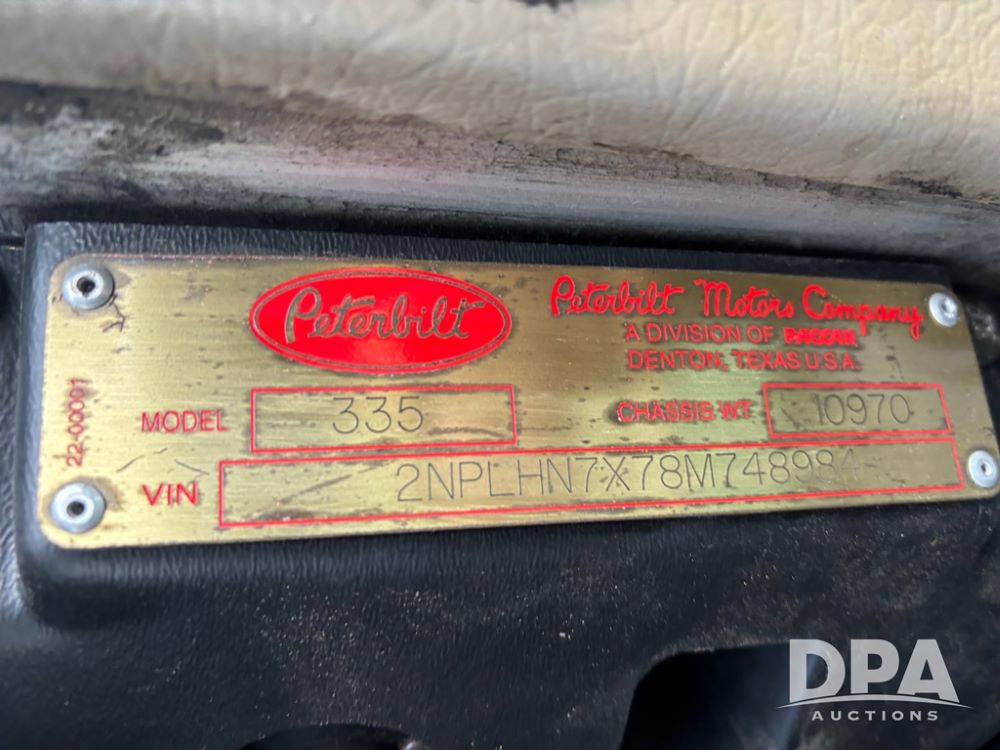 Peterbilt
Peterbilt Motors Company
A DIVISION OF PACCAR
DENTON, TEXAS U.S.A.
MODEL 335
CHASSIS WT 10970
VIN 2NPLHN7X78M748984
22-00001
DPA
AUCTIONS